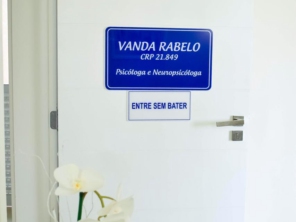 VANDA RABELO
CRP 21.849
Psicóloga e Neuropsicóloga
ENTRE SEM BATER